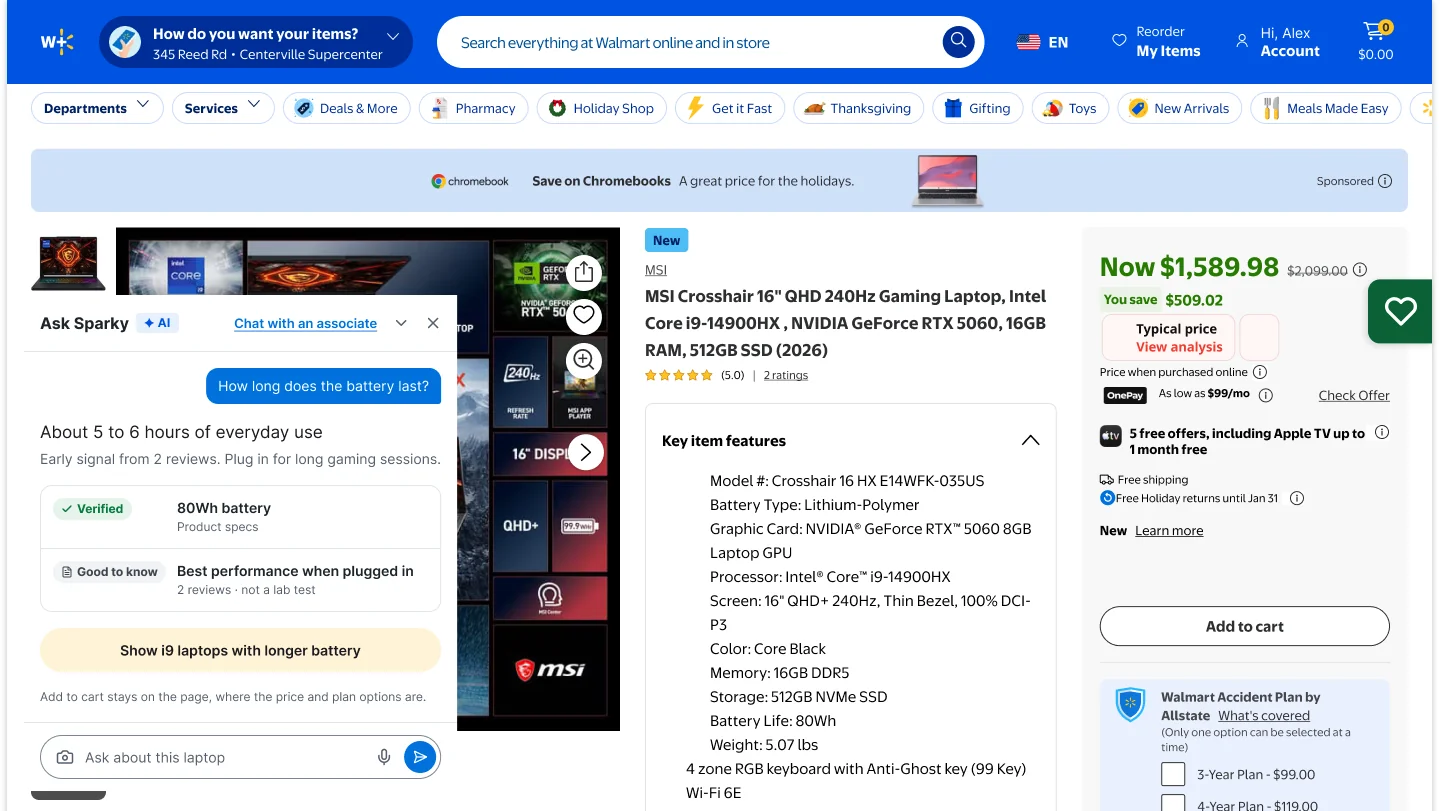 How do you want your items?
345 Reed Rd • Centerville Supercenter
Search everything at Walmart online and in store
EN
Reorder
My Items
Hi, Alex
Account
0
$0.00
Departments
Services
Deals & More
Pharmacy
Holiday Shop
Get it Fast
Thanksgiving
Gifting
Toys
New Arrivals
Meals Made Easy
chromebook
Save on Chromebooks A great price for the holidays.
Sponsored
intel
CORE
240Hz
REFRESH RATE
MSI APP PLAYER
16" DISPL
QHD+
99.9WHr
MSI Center
msi
Ask Sparky
AI
Chat with an associate
How long does the battery last?
About 5 to 6 hours of everyday use
Early signal from 2 reviews. Plug in for long gaming sessions.
Verified
80Wh battery
Product specs
Good to know
Best performance when plugged in
2 reviews · not a lab test
Show i9 laptops with longer battery
Add to cart stays on the page, where the price and plan options are.
Ask about this laptop
New
MSI
MSI Crosshair 16" QHD 240Hz Gaming Laptop, Intel
Core i9-14900HX , NVIDIA GeForce RTX 5060, 16GB
RAM, 512GB SSD (2026)
(5.0) | 2 ratings
Key item features
Model #: Crosshair 16 HX E14WFK-035US
Battery Type: Lithium-Polymer
Graphic Card: NVIDIA® GeForce RTX™ 5060 8GB
Laptop GPU
Processor: Intel® Core™ i9-14900HX
Screen: 16" QHD+ 240Hz, Thin Bezel, 100% DCI-
P3
Color: Core Black
Memory: 16GB DDR5
Storage: 512GB NVMe SSD
Battery Life: 80Wh
Weight: 5.07 lbs
4 zone RGB keyboard with Anti-Ghost key (99 Key)
Wi-Fi 6E
Now $1,589.98 $2,099.00
You save $509.02
Typical price
View analysis
Price when purchased online
OnePay
As low as $99/mo
Check Offer
tv
5 free offers, including Apple TV up to
1 month free
Free shipping
Free Holiday returns until Jan 31
New Learn more
Add to cart
Walmart Accident Plan by
Allstate What's covered
(Only one option can be selected at a
time)
3-Year Plan - $99.00
4-Year Plan - $119.00